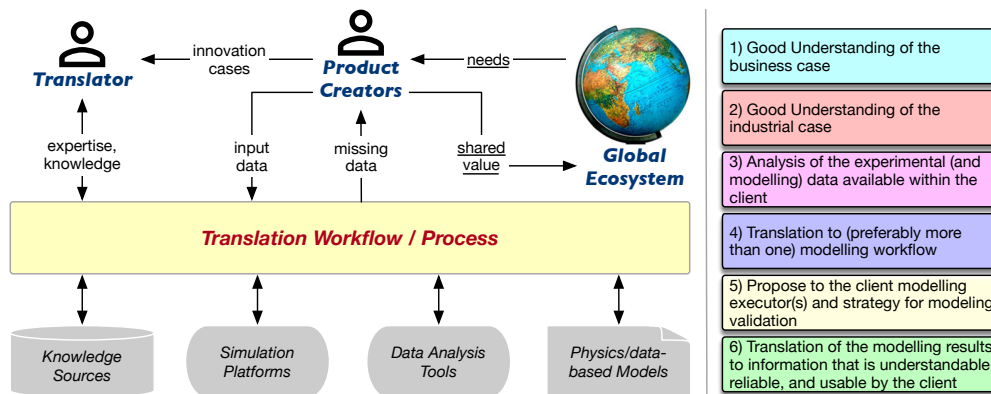 Translator
innovation
cases
Product
Creators
needs
Global
Ecosystem
expertise,
knowledge
input
data
missing
data
shared
value
Translation Workflow / Process
Knowledge
Sources
Simulation
Platforms
Data Analysis
Tools
Physics/data-
based Models
1) Good Understanding of the
business case
2) Good Understanding of the
industrial case
3) Analysis of the experimental (and
modelling) data available within the
client
4) Translation to (preferably more
than one) modelling workflow
5) Propose to the client modelling
executor(s) and strategy for modeling
validation
6) Translation of the modelling results
to information that is understandable
reliable, and usable by the client